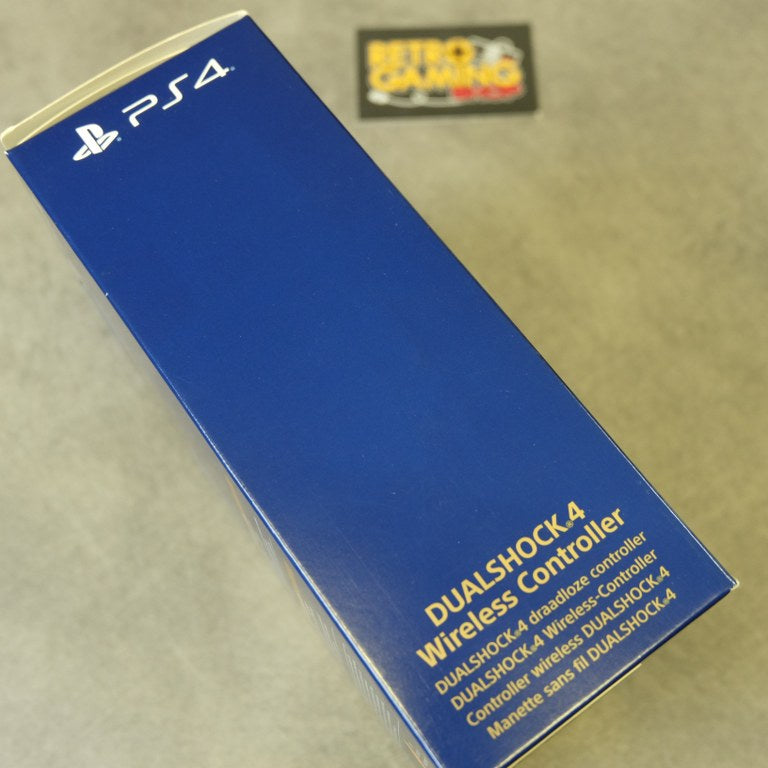 PS4
RETRO
GAMING
DUALSHOCK®4
Wireless Controller
DUALSHOCK®4 draadloze controller
DUALSHOCK®4 Wireless-Controller
Controller wireless DUALSHOCK®4
Manette sans fil DUALSHOCK®4